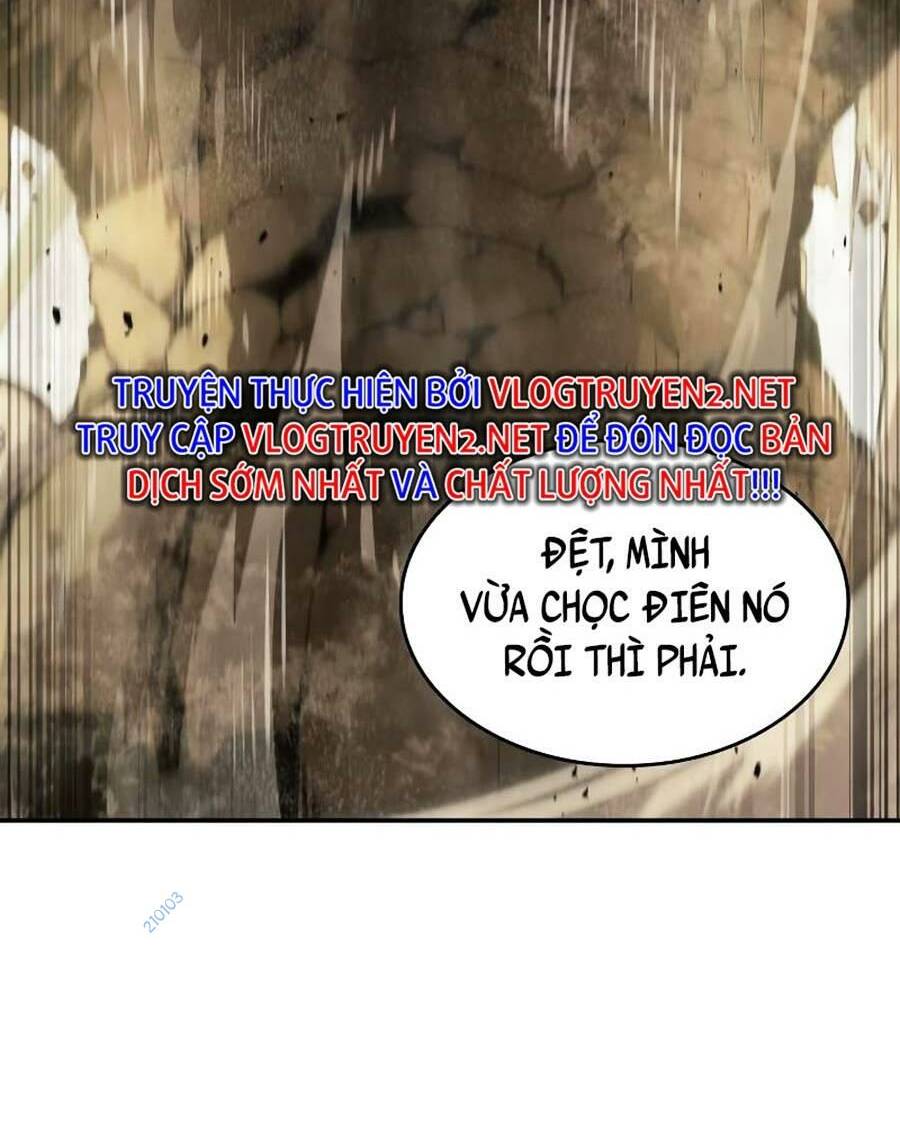 TRUYỆN THỰC HIỆN BỞI VLOGTRUYEN2.NET
TRUY CẬP VLOGTRUYEN2.NET ĐỂ ĐÓN ĐỌC BẢN
DỊCH SỚM NHẤT VÀ CHẤT LƯỢNG NHẤT!!!
ĐỆT, MÌNH
VỪA CHỌC ĐIÊN NÓ
RỒI THÌ PHẢI.
210103